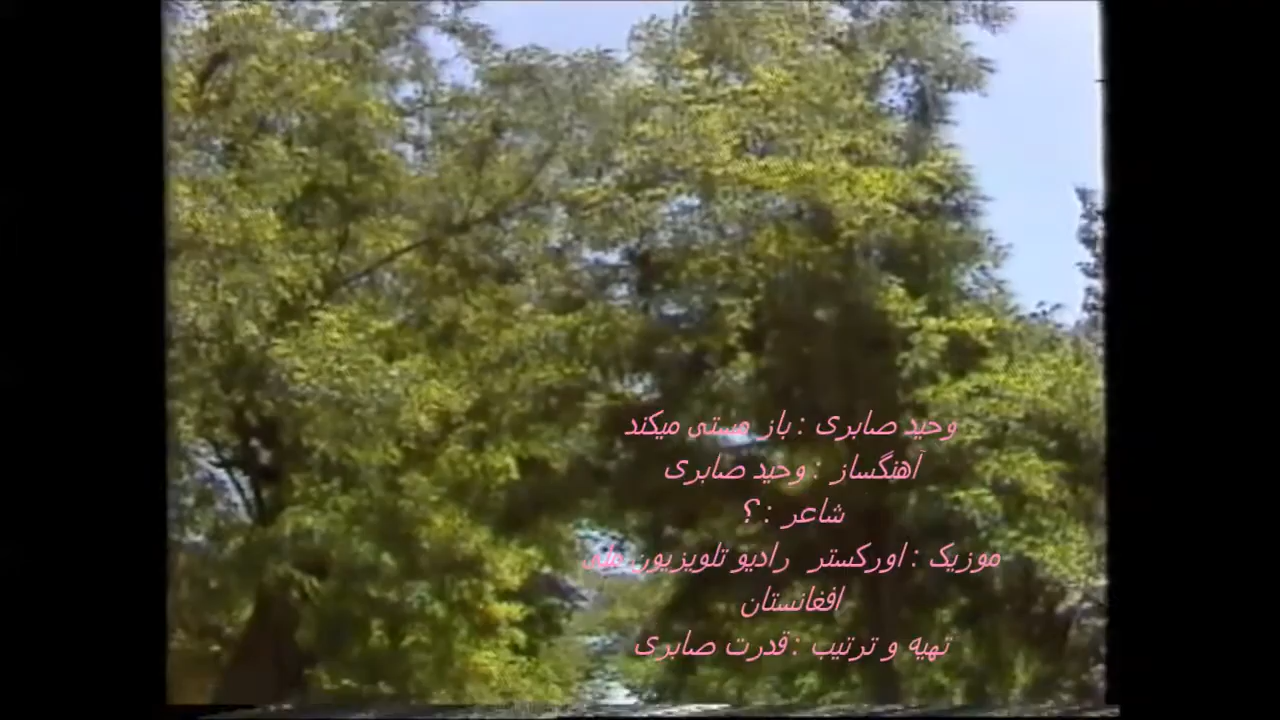 وحید صابری : باز مستی میکند
آهنگساز : وحید صابری
شاعر : ؟
موزیک : اورکستر رادیو تلویزیون ملی
افغانستان
تهیه و ترتیب : قدرت صابری